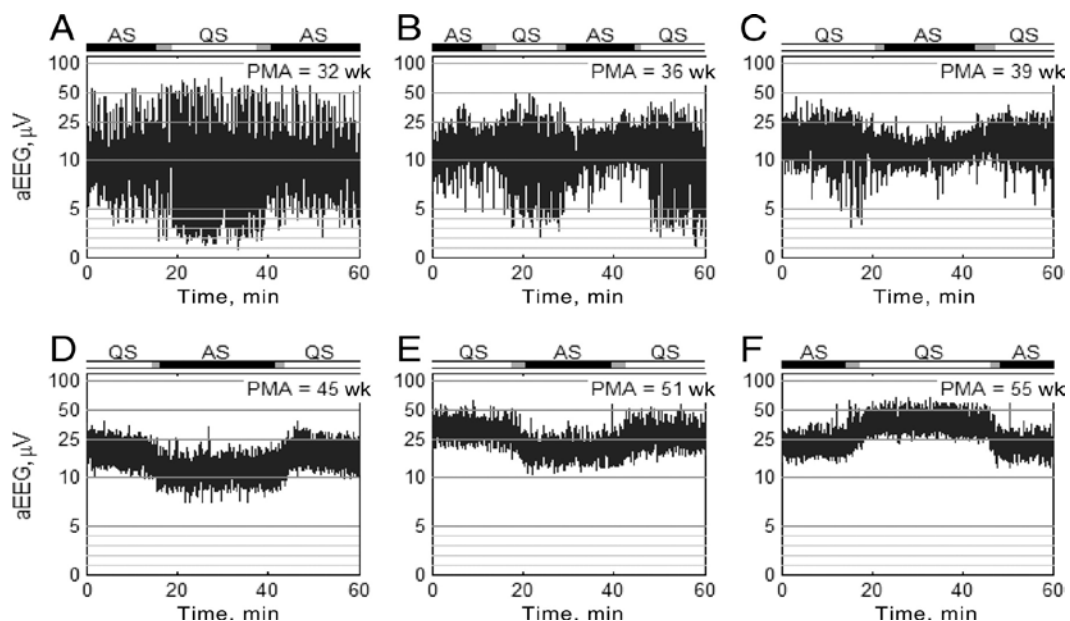 A B C
AS QS AS AS QS AS QS QS AS QS
PMA = 32 wk PMA = 36 wk PMA = 39 wk
100 100 100
50 50 50
25 25 25
10 10 10
5 5 5
0 0 0
aEEG, μV
0 20 40 60 0 20 40 60 0 20 40 60
Time, min Time, min Time, min
D E F
QS AS QS QS AS QS AS QS AS
PMA = 45 wk PMA = 51 wk PMA = 55 wk
100 100 100
50 50 50
25 25 25
10 10 10
5 5 5
0 0 0
aEEG, μV
0 20 40 60 0 20 40 60 0 20 40 60
Time, min Time, min Time, min